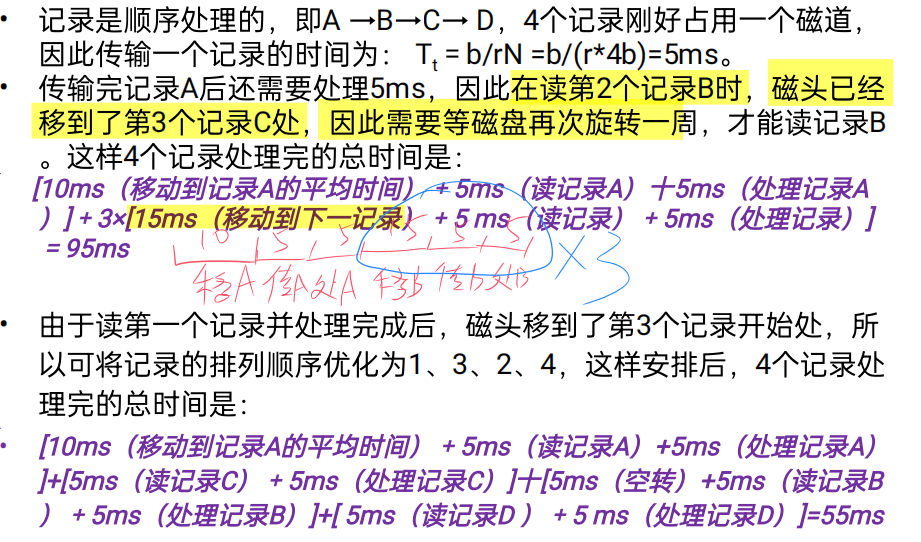 • 记录是顺序处理的，即A →B→C→ D，4个记录刚好占用一个磁道，
因此传输一个记录的时间为： Tt = b/rN =b/(r*4b)=5ms。
• 传输完记录A后还需要处理5ms，因此在读第2个记录B时，磁头已经
移到了第3个记录C处，因此需要等磁盘再次旋转一周，才能读记录B
。这样4个记录处理完的总时间是：
[10ms（移动到记录A的平均时间）+ 5ms（读记录A）十5ms（处理记录A
）] + 3×[15ms（移动到下一记录）+ 5 ms（读记录）+ 5ms（处理记录）]
= 95ms
10 5 5 15 5 5
移A 传A 处A 移b 传b 处b ×3
• 由于读第一个记录并处理完成后，磁头移到了第3个记录开始处，所
以可将记录的排列顺序优化为1、3、2、4，这样安排后，4个记录处
理完的总时间是：
• [10ms（移动到记录A的平均时间）+ 5ms（读记录A）+5ms（处理记录A）
]+[5ms（读记录C）+ 5ms（处理记录C）]十[5ms（空转）+5ms（读记录B
）+ 5ms（处理记录B）]+[ 5ms（读记录D ）+ 5 ms（处理记录D）]=55ms